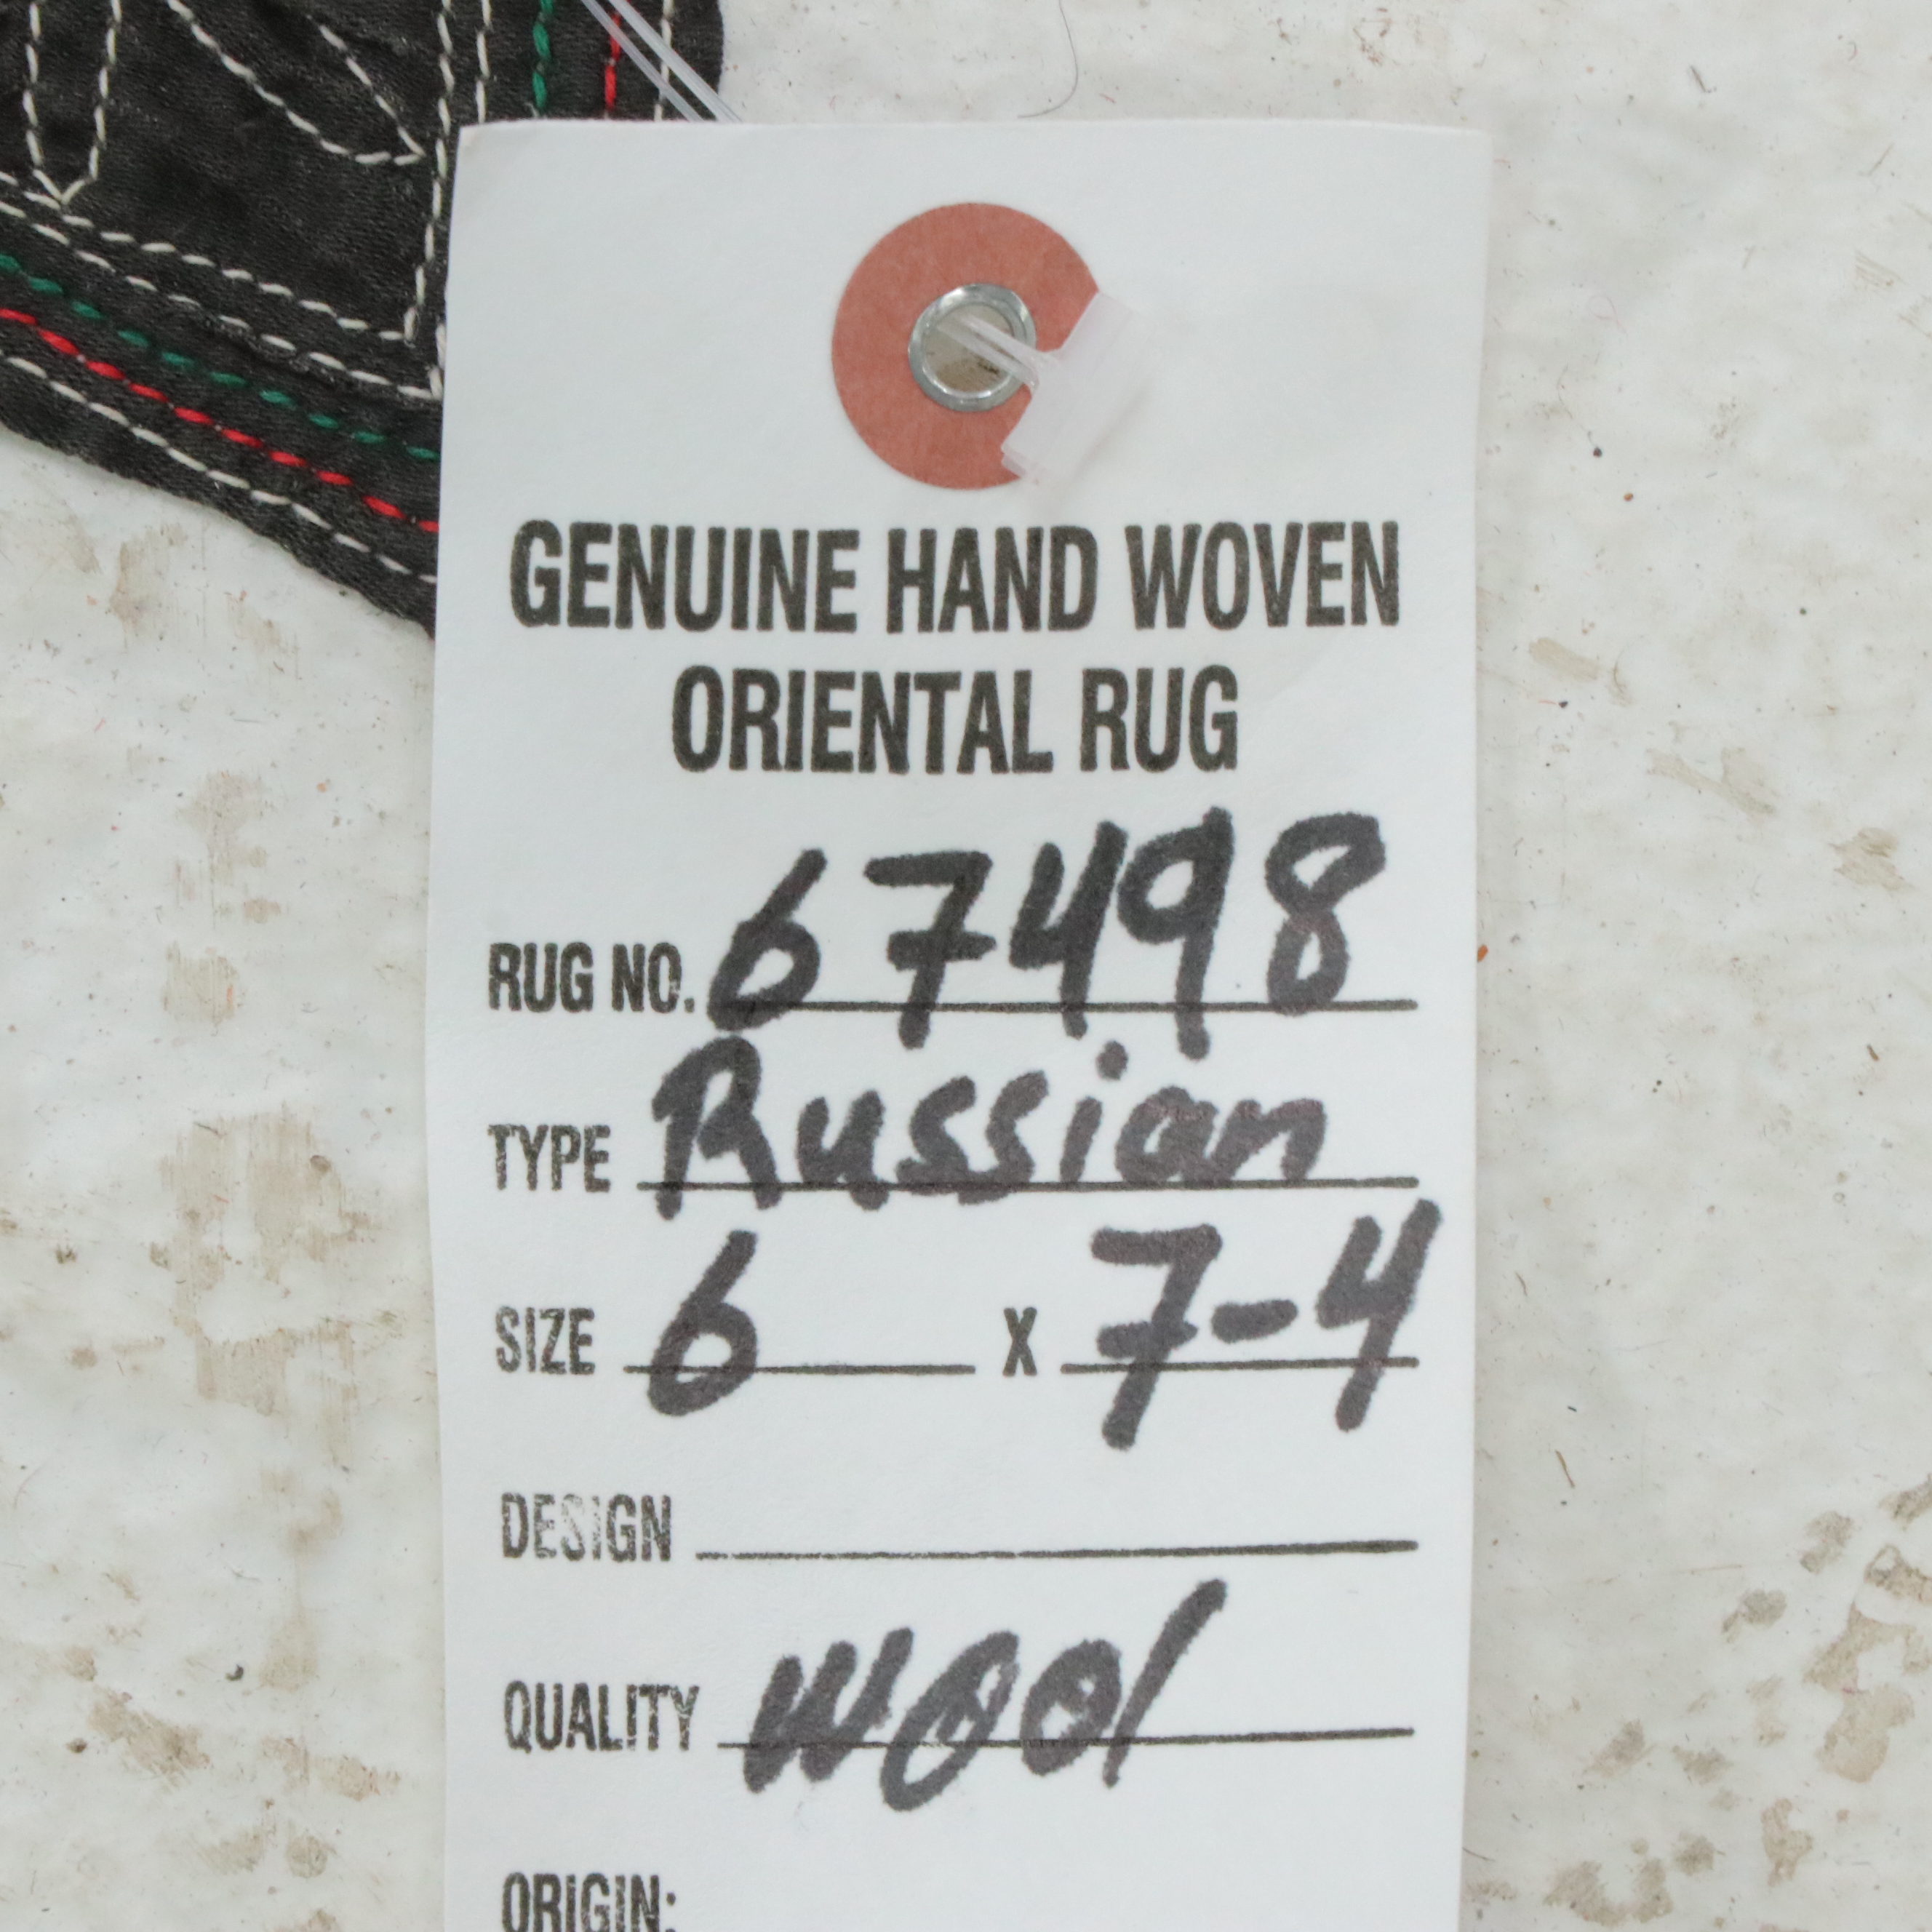 GENUINE HAND WOVEN
ORIENTAL RUG
RUG NO. 67498
TYPE Russian
SIZE 6 X 7-4
DESIGN
QUALITY wool
ORIGIN: